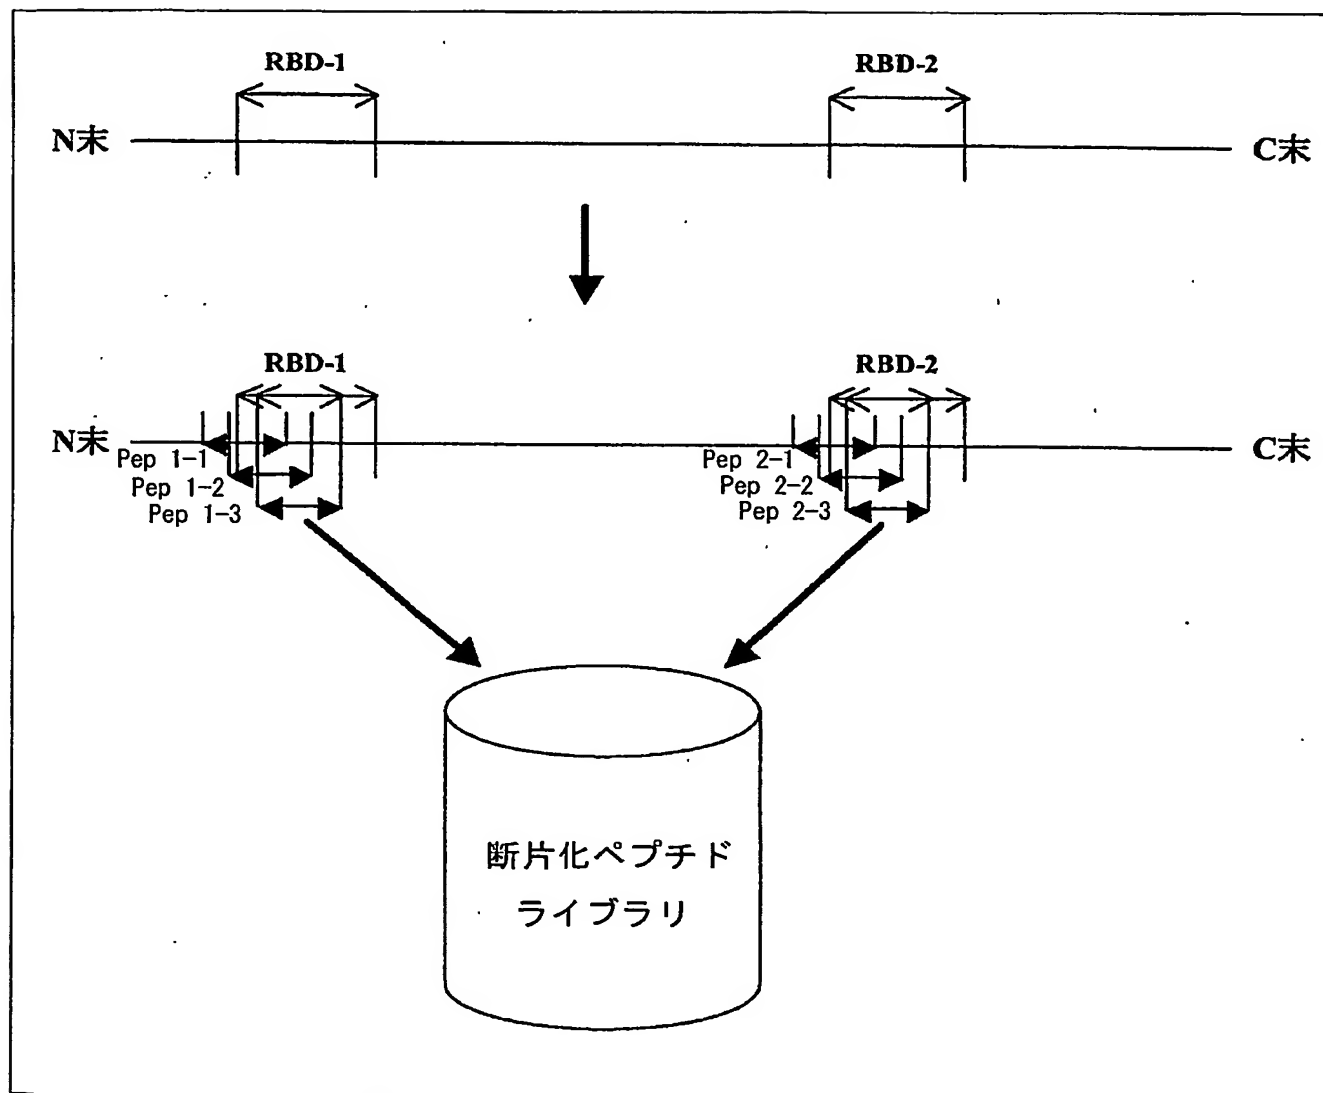 RBD-1
RBD-2
N末
C末
RBD-1
RBD-2
N末
C末
Pep 1-1
Pep 2-1
Pep 1-2
Pep 2-2
Pep 1-3
Pep 2-3
断片化ペプチド
ライブラリ